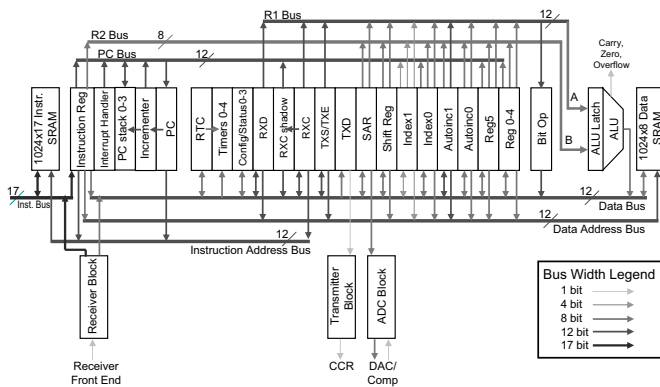 R1 Bus
12
R2 Bus
8
PC Bus
12
Carry,
Zero,
Overflow
1024x17 Instr.
SRAM
Instruction Reg
Interrupt Handler
PC stack 0-3
Incrementer
PC
RTC
Timers 0-4
Config/Status0-3
RXD
RXC shadow
RXC
TXS/TXE
TXD
SAR
Shift Reg
Index1
Index0
Autoinc1
Autoinc0
Reg5
Reg 0-4
Bit Op
A
B
ALU Latch
ALU
1024x8 Data
SRAM
17
Inst. Bus
12
Data Bus
12
Data Address Bus
12
Instruction Address Bus
Receiver Block
Transmitter
Block
ADC Block
Receiver
Front End
CCR
DAC/
Comp
Bus Width Legend
1 bit
4 bit
8 bit
12 bit
17 bit